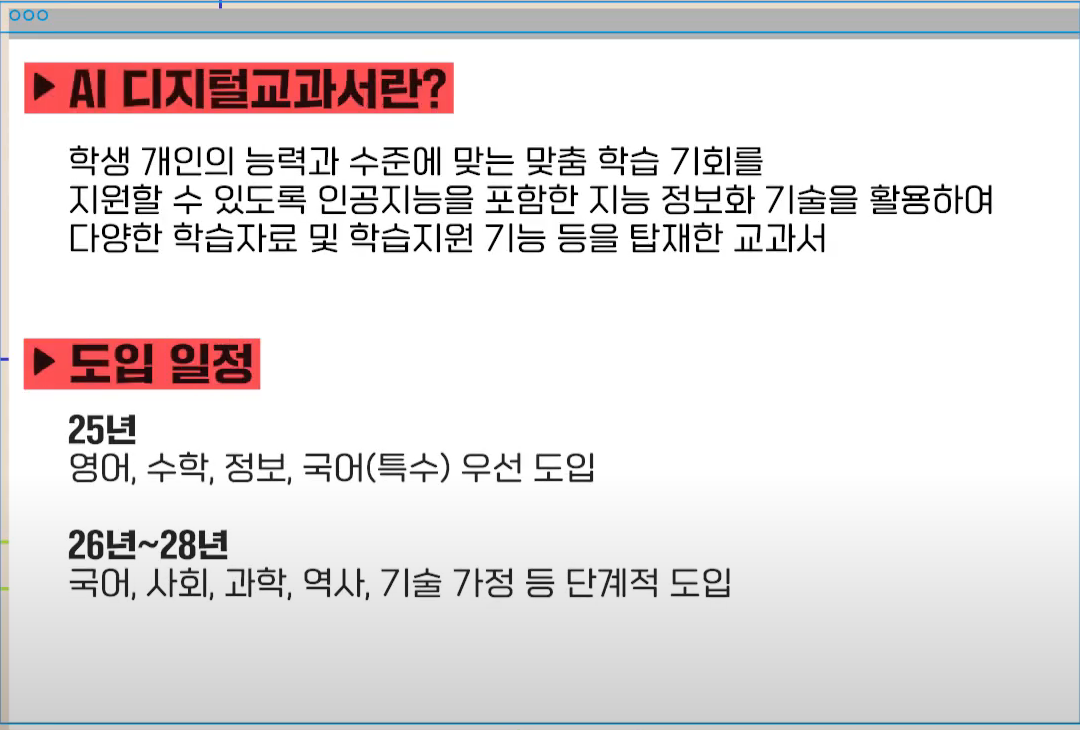 ▶ AI 디지털교과서란?
학생 개인의 능력과 수준에 맞는 맞춤 학습 기회를
지원할 수 있도록 인공지능을 포함한 지능 정보화 기술을 활용하여
다양한 학습자료 및 학습지원 기능 등을 탑재한 교과서
▶ 도입 일정
25년
영어, 수학, 정보, 국어(특수) 우선 도입
26년~28년
국어, 사회, 과학, 역사, 기술 가정 등 단계적 도입